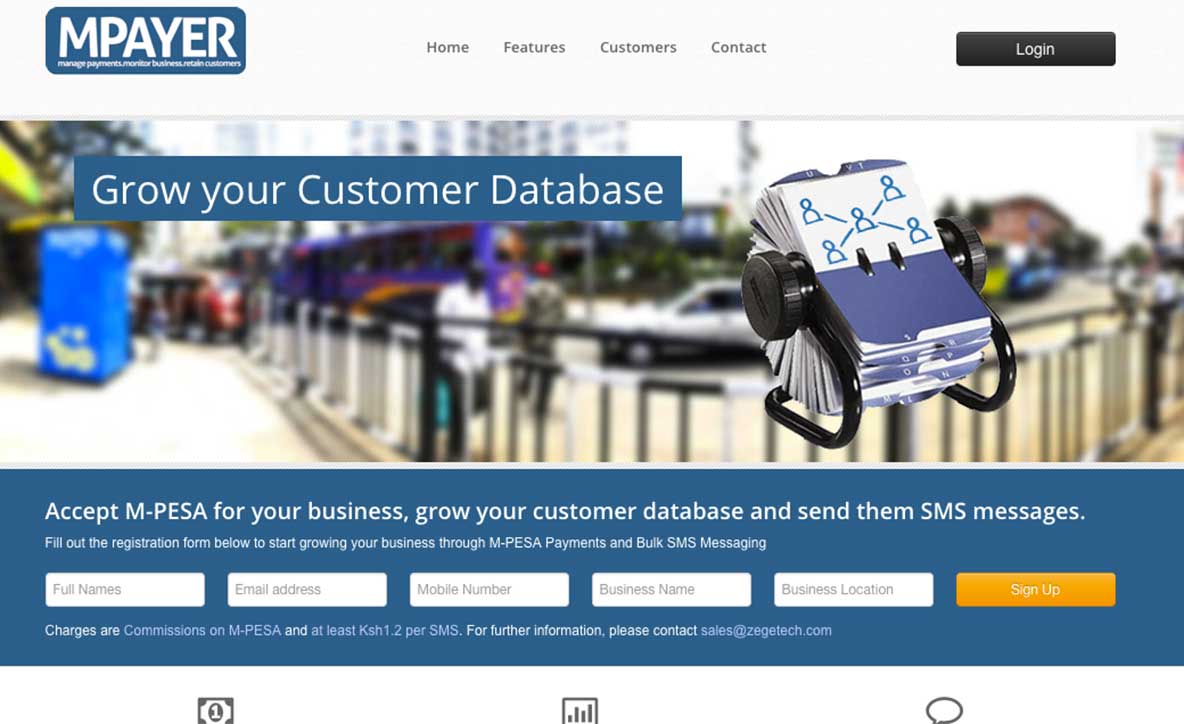 MPAYER
manage payments.monitor business.retain customers
Home Features Customers Contact
Login
Grow your Customer Database
U V T
S
Q R
O P
N
M L
Accept M-PESA for your business, grow your customer database and send them SMS messages.
Fill out the registration form below to start growing your business through M-PESA Payments and Bulk SMS Messaging
Full Names Email address Mobile Number Business Name Business Location Sign Up
Charges are Commissions on M-PESA and at least Ksh1.2 per SMS. For further information, please contact sales@zegetech.com
1